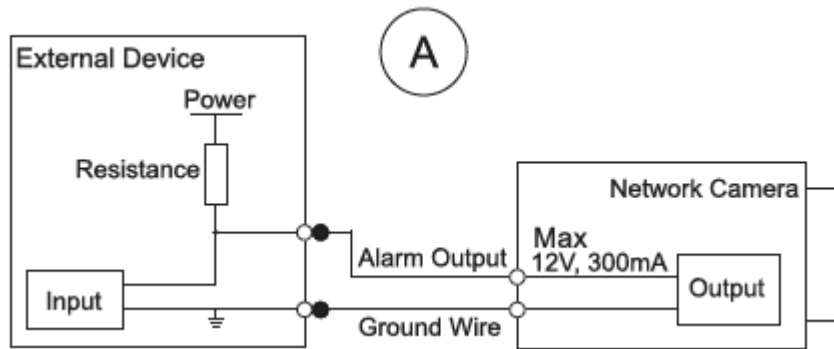 A
External Device
Power
Resistance
Network Camera
Max
12V, 300mA
Alarm Output
Output
Input
Ground Wire